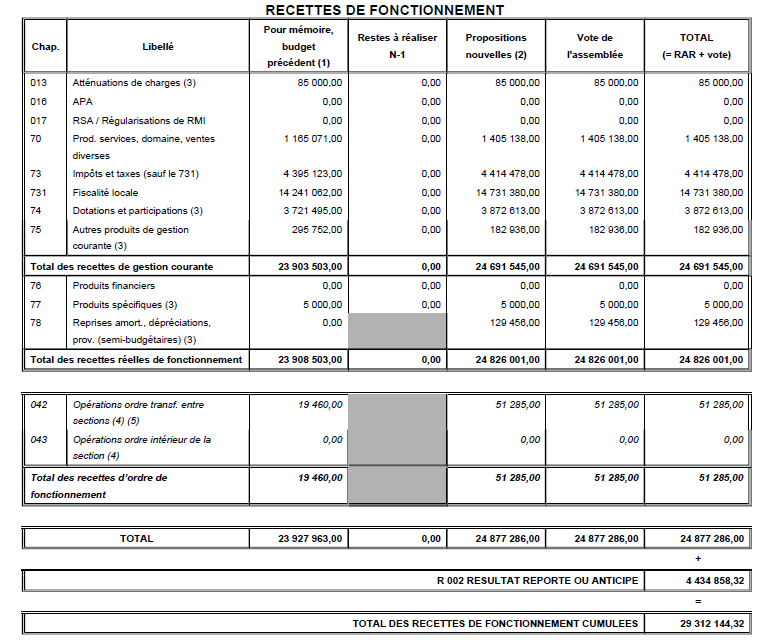 RECETTES DE FONCTIONNEMENT
Chap. Libellé Pour mémoire, budget précédent (1) Restes à réaliser N-1 Propositions nouvelles (2) Vote de l'assemblée TOTAL (= RAR + vote)
013 Atténuations de charges (3) 85 000,00 0,00 85 000,00 85 000,00 85 000,00
016 APA 0,00 0,00 0,00 0,00 0,00
017 RSA / Régularisations de RMI 0,00 0,00 0,00 0,00 0,00
70 Prod. services, domaine, ventes 1 165 071,00 0,00 1 405 138,00 1 405 138,00 1 405 138,00
diverses
73 Impôts et taxes (sauf le 731) 4 395 123,00 0,00 4 414 478,00 4 414 478,00 4 414 478,00
731 Fiscalité locale 14 241 062,00 0,00 14 731 380,00 14 731 380,00 14 731 380,00
74 Dotations et participations (3) 3 721 495,00 0,00 3 872 613,00 3 872 613,00 3 872 613,00
75 Autres produits de gestion 295 752,00 0,00 182 936,00 182 936,00 182 936,00
courante (3)
Total des recettes de gestion courante 23 903 503,00 0,00 24 691 545,00 24 691 545,00 24 691 545,00
76 Produits financiers 0,00 0,00 0,00 0,00 0,00
77 Produits spécifiques (3) 5 000,00 0,00 5 000,00 5 000,00 5 000,00
78 Reprises amort., dépréciations, 0,00 129 456,00 129 456,00 129 456,00
prov. (semi-budgétaires) (3)
Total des recettes réelles de fonctionnement 23 908 503,00 0,00 24 826 001,00 24 826 001,00 24 826 001,00
042 Opérations ordre transf. entre 19 460,00 51 285,00 51 285,00 51 285,00
sections (4) (5)
043 Opérations ordre intérieur de la 0,00 0,00 0,00 0,00
section (4)
Total des recettes d'ordre de 19 460,00 51 285,00 51 285,00 51 285,00
fonctionnement
TOTAL 23 927 963,00 0,00 24 877 286,00 24 877 286,00 24 877 286,00
+
R 002 RESULTAT REPORTE OU ANTICIPE 4 434 858,32
=
TOTAL DES RECETTES DE FONCTIONNEMENT CUMULEES 29 312 144,32